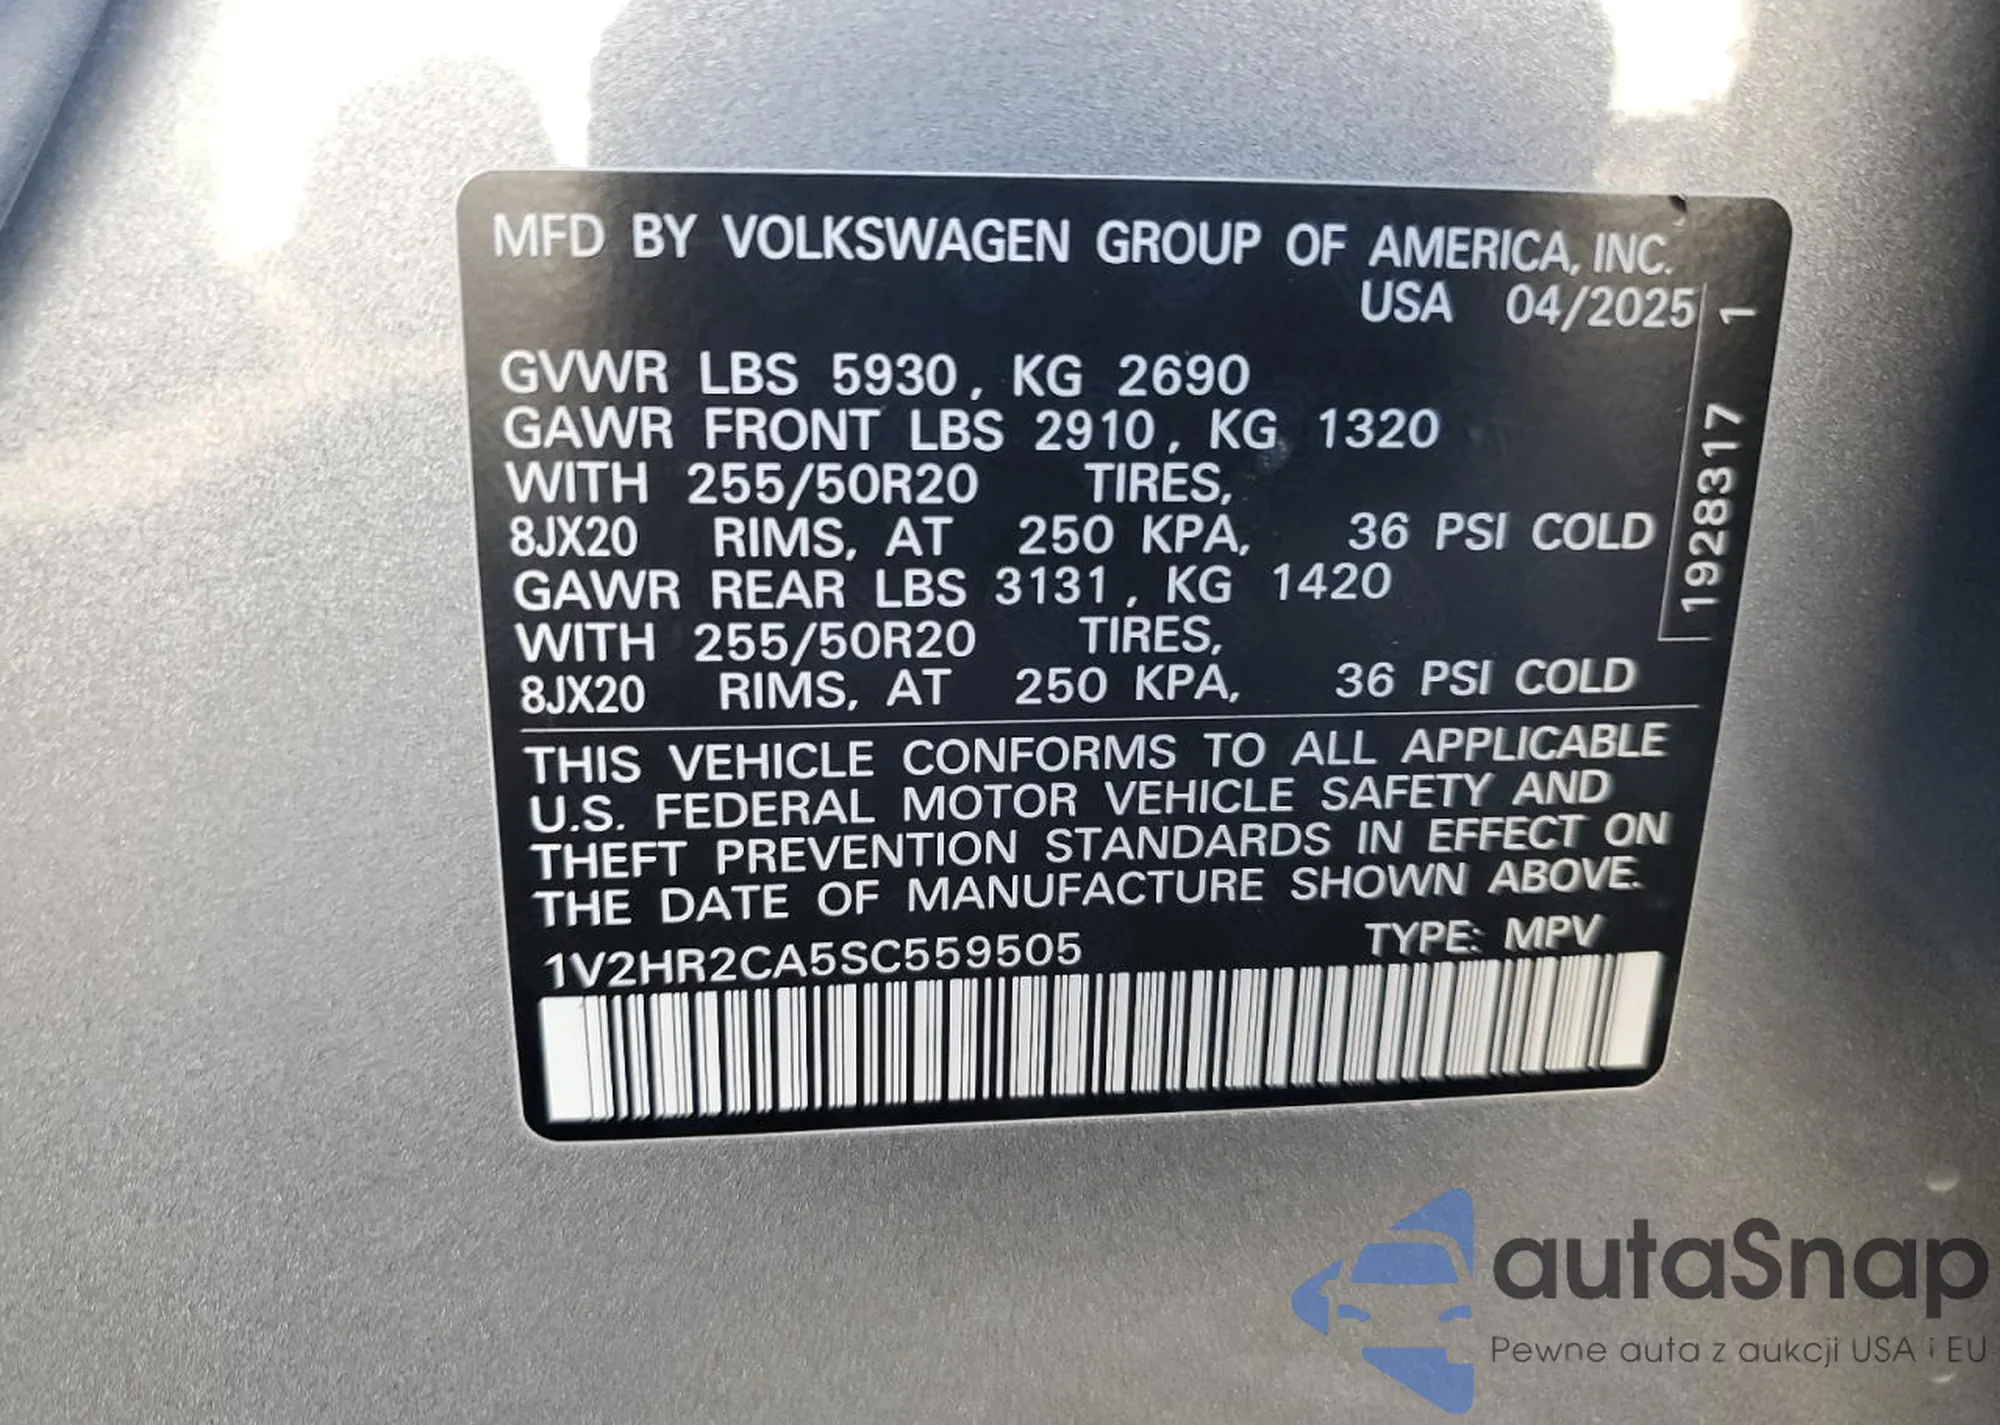 MFD BY VOLKSWAGEN GROUP OF AMERICA, INC.
USA 04/2025
GVWR LBS 5930, KG 2690
GAWR FRONT LBS 2910, KG 1320
WITH 255/50R20 TIRES,
8JX20 RIMS, AT 250 KPA, 36 PSI COLD
GAWR REAR LBS 3131, KG 1420
WITH 255/50R20 TIRES,
8JX20 RIMS, AT 250 KPA, 36 PSI COLD
1928317 1
THIS VEHICLE CONFORMS TO ALL APPLICABLE
U.S. FEDERAL MOTOR VEHICLE SAFETY AND
THEFT PREVENTION STANDARDS IN EFFECT ON
THE DATE OF MANUFACTURE SHOWN ABOVE.
1V2HR2CA5SC559505 TYPE: MPV
autaSnap
Pewne auta z aukcji USA i EU